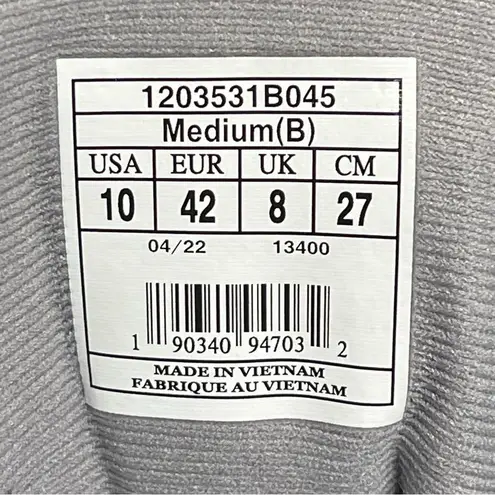 1203531B045
Medium(B)
USA EUR UK CM
10 42 8 27
04/22 13400
1 90340 94703 2
MADE IN VIETNAM
FABRIQUE AU VIETNAM